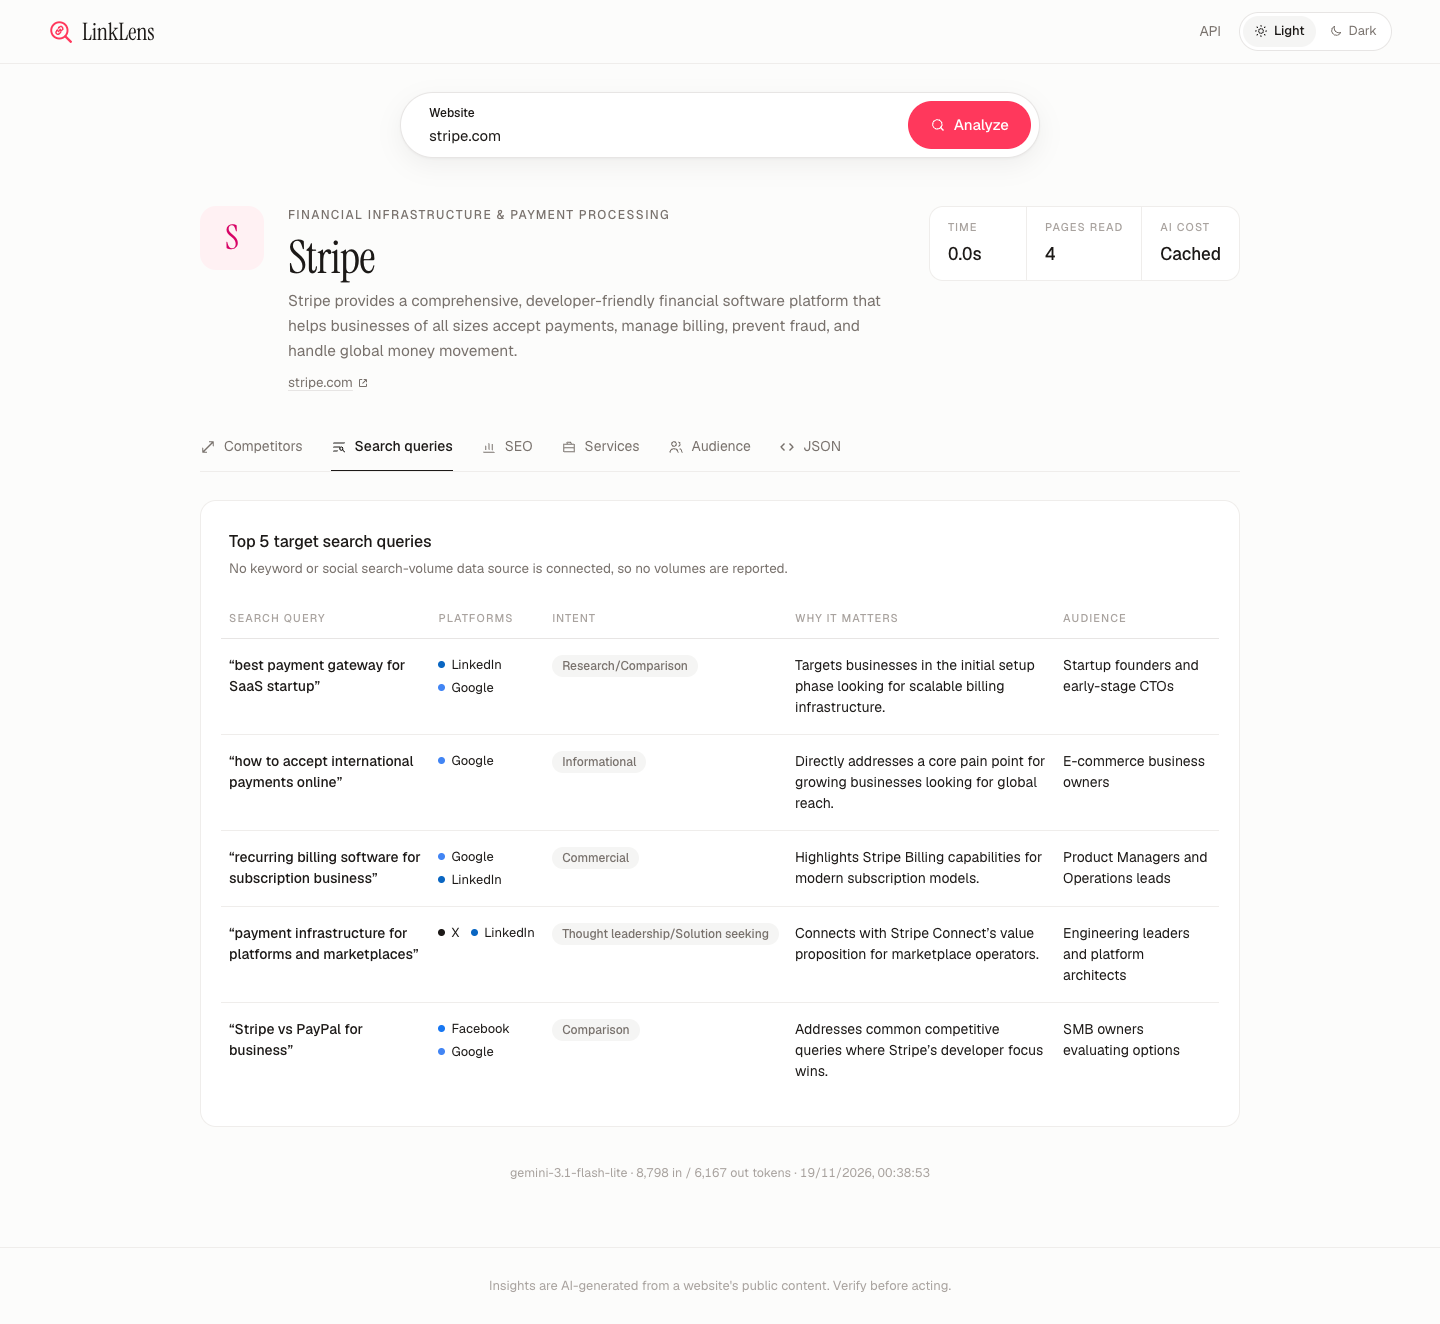 LinkLens
API
Light
Dark
Website
stripe.com
Analyze
S
FINANCIAL INFRASTRUCTURE & PAYMENT PROCESSING
Stripe
Stripe provides a comprehensive, developer-friendly financial software platform that
helps businesses of all sizes accept payments, manage billing, prevent fraud, and
handle global money movement.
stripe.com
TIME
0.0s
PAGES READ
4
AI COST
Cached
Competitors
Search queries
SEO
Services
Audience
JSON
Top 5 target search queries
No keyword or social search-volume data source is connected, so no volumes are reported.
SEARCH QUERY
PLATFORMS
INTENT
WHY IT MATTERS
AUDIENCE
“best payment gateway for
SaaS startup”
LinkedIn
Google
Research/Comparison
Targets businesses in the initial setup
phase looking for scalable billing
infrastructure.
Startup founders and
early-stage CTOs
“how to accept international
payments online”
Google
Informational
Directly addresses a core pain point for
growing businesses looking for global
reach.
E-commerce business
owners
“recurring billing software for
subscription business”
Google
LinkedIn
Commercial
Highlights Stripe Billing capabilities for
modern subscription models.
Product Managers and
Operations leads
“payment infrastructure for
platforms and marketplaces”
X
LinkedIn
Thought leadership/Solution seeking
Connects with Stripe Connect’s value
proposition for marketplace operators.
Engineering leaders
and platform
architects
“Stripe vs PayPal for
business”
Facebook
Google
Comparison
Addresses common competitive
queries where Stripe’s developer focus
wins.
SMB owners
evaluating options
gemini-3.1-flash-lite · 8,798 in / 6,167 out tokens · 19/11/2026, 00:38:53
Insights are AI-generated from a website's public content. Verify before acting.